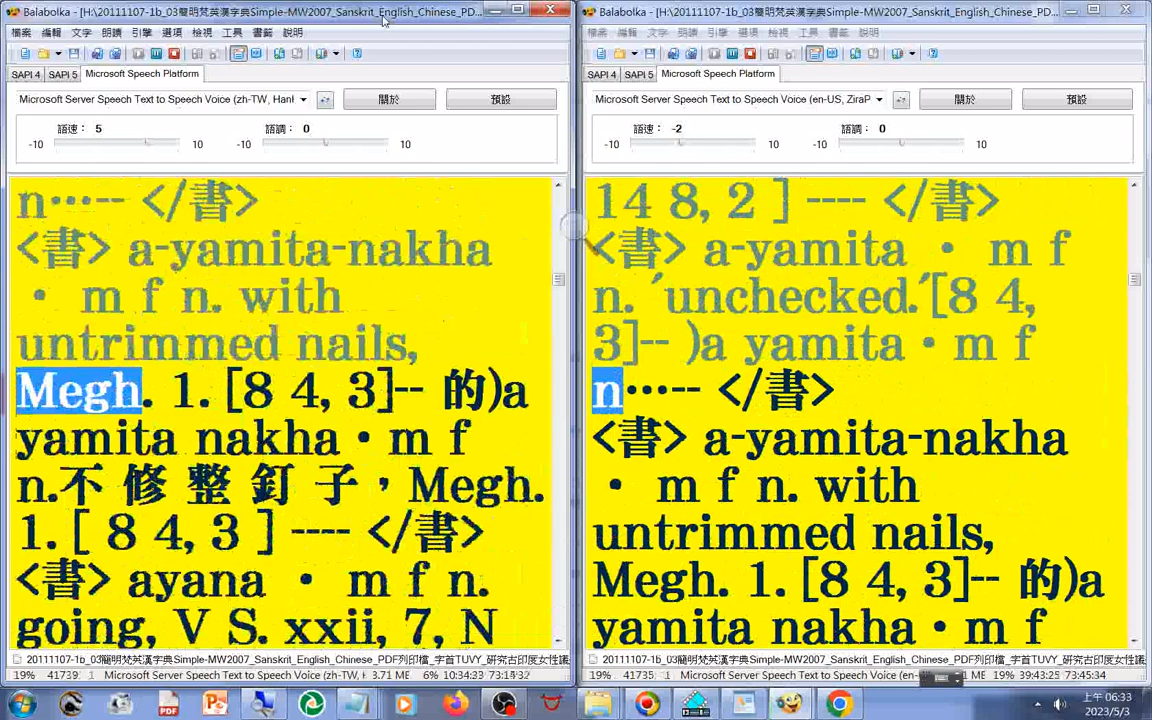 Balabolka - [H:\20111107-1b_03簡明梵英漢字典Simple-MW2007_Sanskrit_English_Chinese_PD...
檔案 編輯 文字 朗讀 引擎 選項 檢視 工具 書籤 說明
SAPI 4 SAPI 5 Microsoft Speech Platform
Microsoft Server Speech Text to Speech Voice (zh-TW, Hanl 關於 預設
語速： 5 語調： 0
-10 10 -10 10
n…-- </書>
<書> a-yamita-nakha
• m f n. with
untrimmed nails,
Megh. 1. [8 4, 3]-- 的)a
yamita nakha • m f
n.不 修 整 釘 子，Megh.
1. [ 8 4, 3 ] ---- </書>
<書> ayana • m f n.
going, V S. xxii, 7, N
20111107-1b_03簡明梵英漢字典Simple-MW2007_Sanskrit_English_Chinese_PDF列印檔_字首TUVY_研究古印度女性議
19% 41739 Microsoft Server Speech Text to Speech Voice (zh-TW, 3.71 MB 6% 10:34:23 73:14:32
Balabolka - [H:\20111107-1b_03簡明梵英漢字典Simple-MW2007_Sanskrit_English_Chinese_PD...
檔案 編輯 文字 朗讀 引擎 選項 檢視 工具 書籤 說明
SAPI 4 SAPI 5 Microsoft Speech Platform
Microsoft Server Speech Text to Speech Voice (en-US, ZiraP 關於 預設
語速： -2 語調： 0
-10 10 -10 10
14 8, 2 ] ---- </書>
<書> a-yamita • m f
n. 'unchecked.'[8 4,
3]-- )a yamita • m f
n…-- </書>
<書> a-yamita-nakha
• m f n. with
untrimmed nails,
Megh. 1. [8 4, 3]-- 的)a
yamita nakha • m f
20111107-1b_03簡明梵英漢字典Simple-MW2007_Sanskrit_English_Chinese_PDF列印檔_字首TUVY_研究古印度女性議
19% 41735 Microsoft Server Speech Text to Speech Voice 19% 39:43:25 73:45:34
上午 06:33
2023/5/3